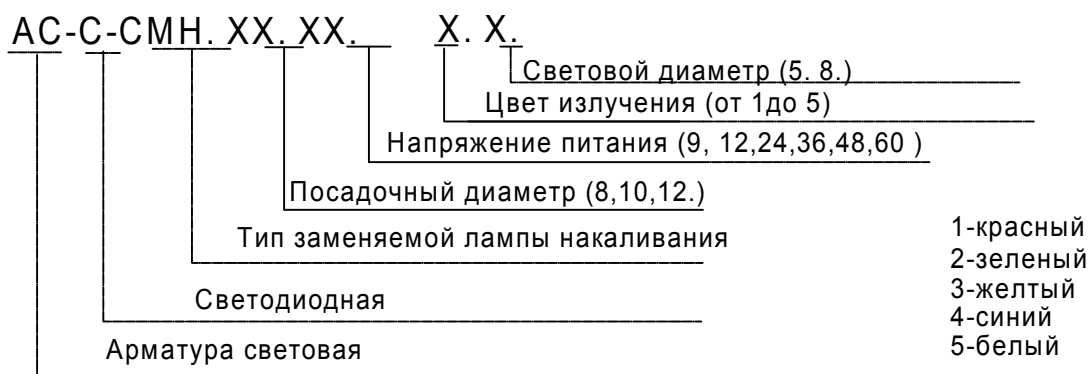 АС-С-СМН. ХХ. ХХ. Х. Х.
Световой диаметр (5. 8.)
Цвет излучения (от 1до 5)
Напряжение питания (9, 12,24,36,48,60 )
Посадочный диаметр (8,10,12.)
Тип заменяемой лампы накаливания
Светодиодная
Арматура световая
1-красный
2-зеленый
3-желтый
4-синий
5-белый